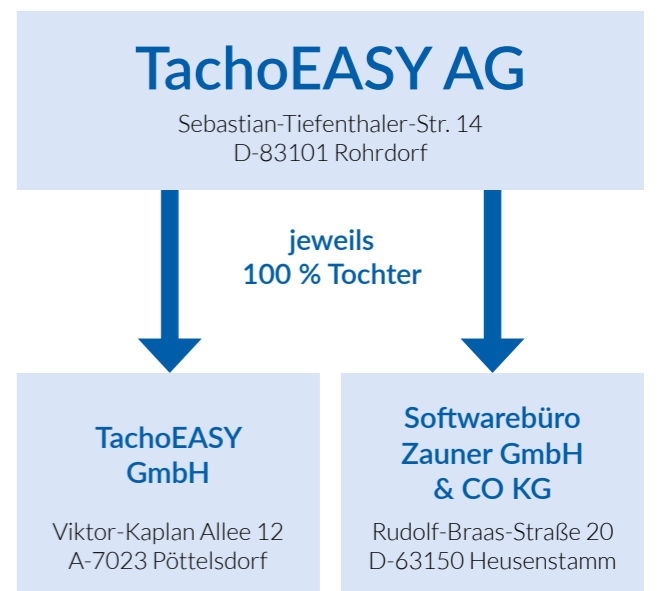 TachoEASY AG
Sebastian-Tiefenthaler-Str. 14
D-83101 Rohrdorf
jeweils
100 % Tochter
TachoEASY
GmbH
Viktor-Kaplan Allee 12
A-7023 Pöttelsdorf
Softwarebüro
Zauner GmbH
& CO KG
Rudolf-Braas-Straße 20
D-63150 Heusenstamm